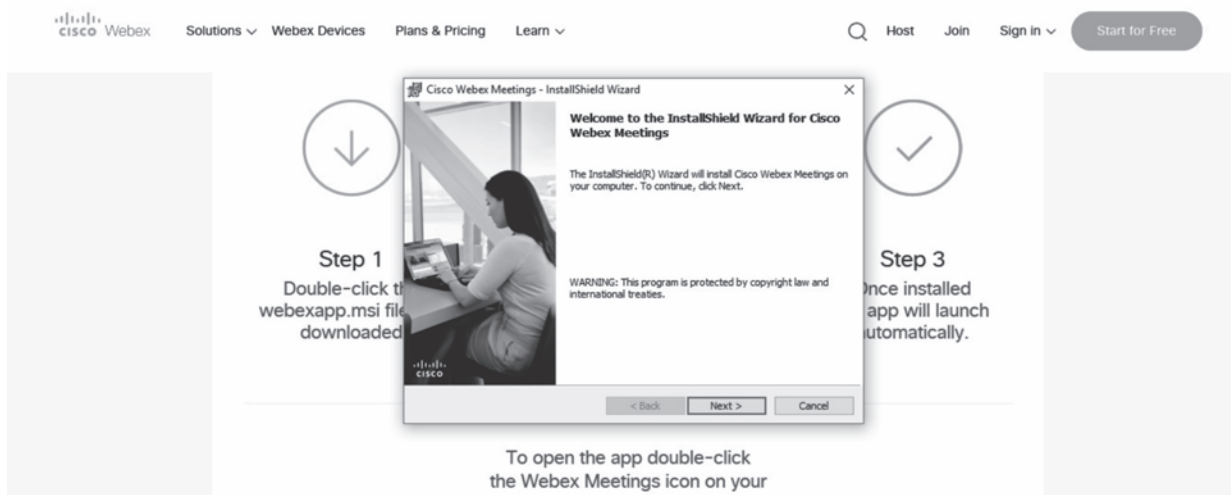 CISCO Webex
Solutions Webex Devices Plans & Pricing Learn
Host Join Sign in Start for Free
Cisco Webex Meetings - InstallShield Wizard
Welcome to the InstallShield Wizard for Cisco
Webex Meetings
The InstallShield(R) Wizard will install Cisco Webex Meetings on
your computer. To continue, click Next.
WARNING: This program is protected by copyright law and
international treaties.
CISCO
< Back Next > Cancel
Step 1
Double-click
webexapp.msi
downloaded
Step 3
installed
app will launch
To open the app double-click
the Webex Meetings icon on your